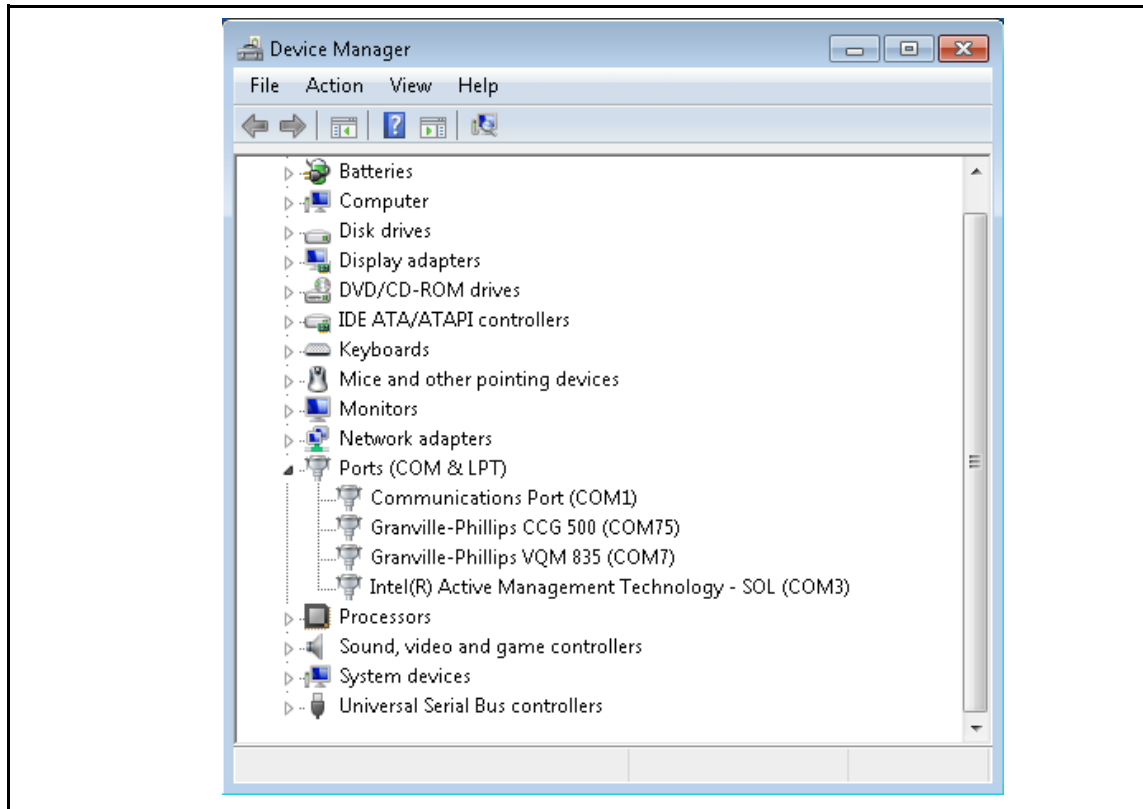 Device Manager
File Action View Help
Batteries
Computer
Disk drives
Display adapters
DVD/CD-ROM drives
IDE ATA/ATAPI controllers
Keyboards
Mice and other pointing devices
Monitors
Network adapters
Ports (COM & LPT)
Communications Port (COM1)
Granville-Phillips CCG 500 (COM75)
Granville-Phillips VQM 835 (COM7)
Intel(R) Active Management Technology - SOL (COM3)
Processors
Sound, video and game controllers
System devices
Universal Serial Bus controllers